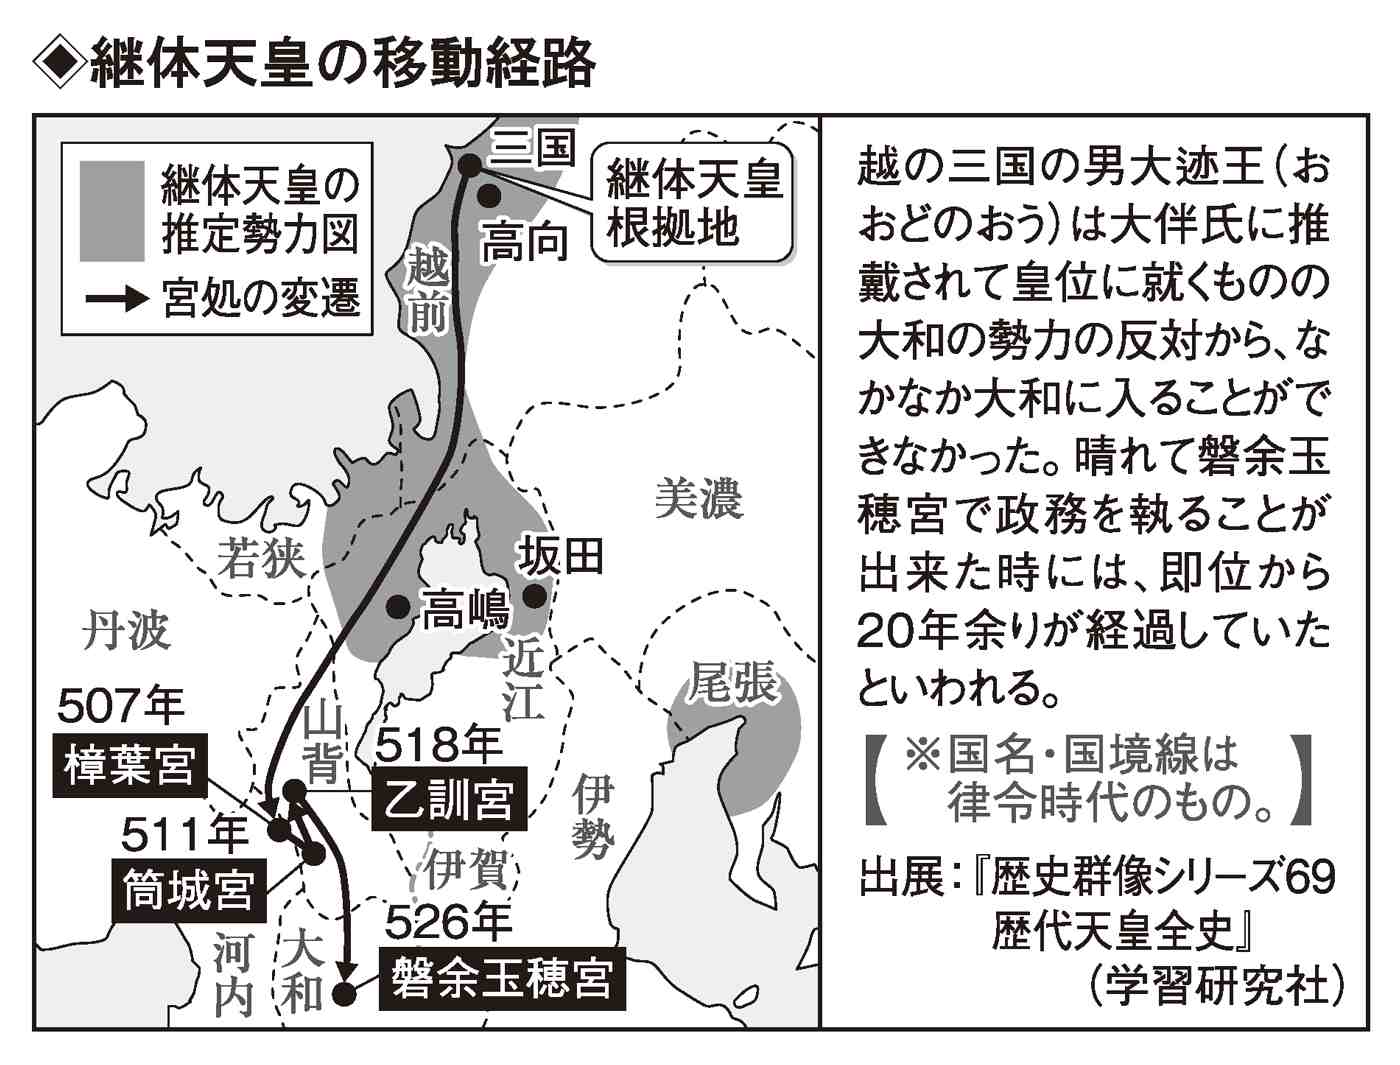 ◈継体天皇の移動経路
継体天皇の
推定勢力図
宮処の変遷
三国
継体天皇
根拠地
高向
越前
美濃
若狭
坂田
高嶋
丹波
近江
尾張
507年
樟葉宮
山背
518年
乙訓宮
伊勢
511年
筒城宮
伊賀
526年
磐余玉穂宮
河内
大和
越の三国の男大迹王（お
おどのおう）は大伴氏に推
戴されて皇位に就くものの
大和の勢力の反対から、な
かなか大和に入ることがで
きなかった。晴れて磐余玉
穂宮で政務を執ることが
出来た時には、即位から
20年余りが経過していた
といわれる。
【※国名・国境線は
律令時代のもの。】
出展：『歴史群像シリーズ69
歴代天皇全史』
（学習研究社）